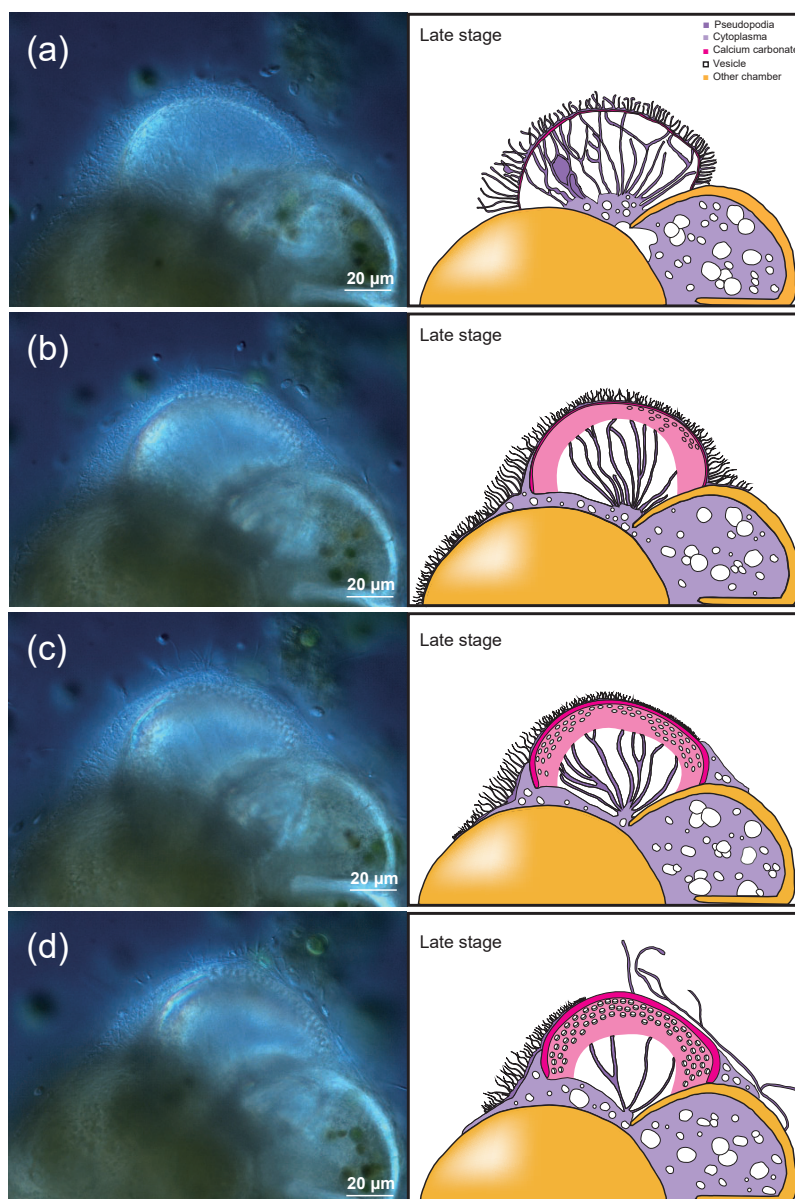 (a)
Late stage
Pseudopodia
Cytoplasma
Calcium carbonate
Vesicle
Other chamber
20 µm
(b)
Late stage
20 µm
(c)
Late stage
20 µm
(d)
Late stage
20 µm